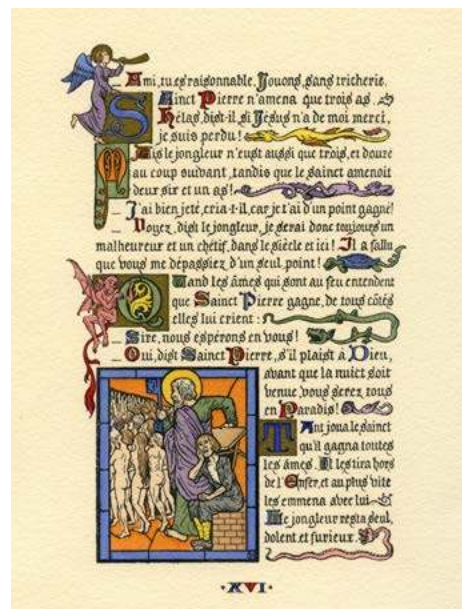 _ Ami, tu es raisonnable. Jouons, sans tricherie.
Sainct Pierre n'amena que trois as.
Hélas, dist-il, si Jésus n'a de moi merci,
je suis perdu!
Mais le jongleur n'eust aussi que trois, et douze
au coup suivant, tandis que le sainct amenoit
deux six et un as!
_ J'ai bien jeté, cria-t-il, car je t'ai d'un point gagné!
_ Voyez, dist le jongleur, je serai donc toujours un
malheureux et un chétif, dans le siècle et ici! Il a fallu
que vous me dépassiez d'un seul point!
Quand les âmes qui sont au feu entendent
que Sainct Pierre gagne, de tous côtés
elles lui crient:
_ Sire, nous espérons en vous!
_ Oui, dist Sainct Pierre, s'il plaist à Dieu,
avant que la nuict soit
venue, vous serez tous
en Paradis!
Tant joua le sainct
qu'il gagna toutes
les âmes. Il les tira hors
de l'Enfer, et au plus vite
les emmena avec lui_
Le jongleur resta seul,
dolent et furieux.
·XVI·